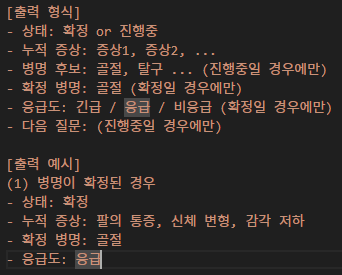 [출력 형식]
- 상태: 확정 or 진행중
- 누적 증상: 증상1, 증상2, ...
- 병명 후보: 골절, 탈구 ... (진행중일 경우에만)
- 확정 병명: 골절 (확정일 경우에만)
- 응급도: 긴급 / 응급 / 비응급 (확정일 경우에만)
- 다음 질문: (진행중일 경우에만)

[출력 예시]
(1) 병명이 확정된 경우
- 상태: 확정
- 누적 증상: 팔의 통증, 신체 변형, 감각 저하
- 확정 병명: 골절
- 응급도: 응급